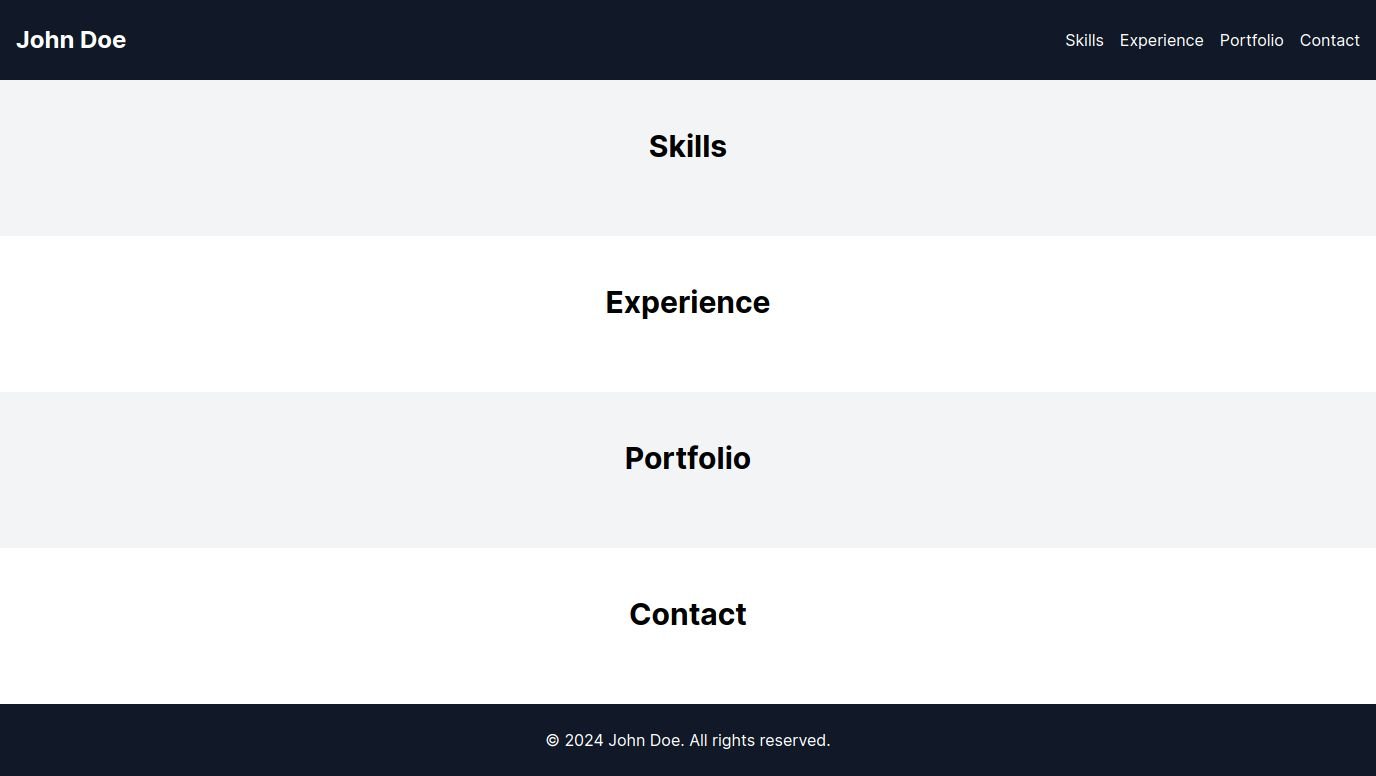 John Doe
Skills Experience Portfolio Contact
Skills
Experience
Portfolio
Contact
© 2024 John Doe. All rights reserved.